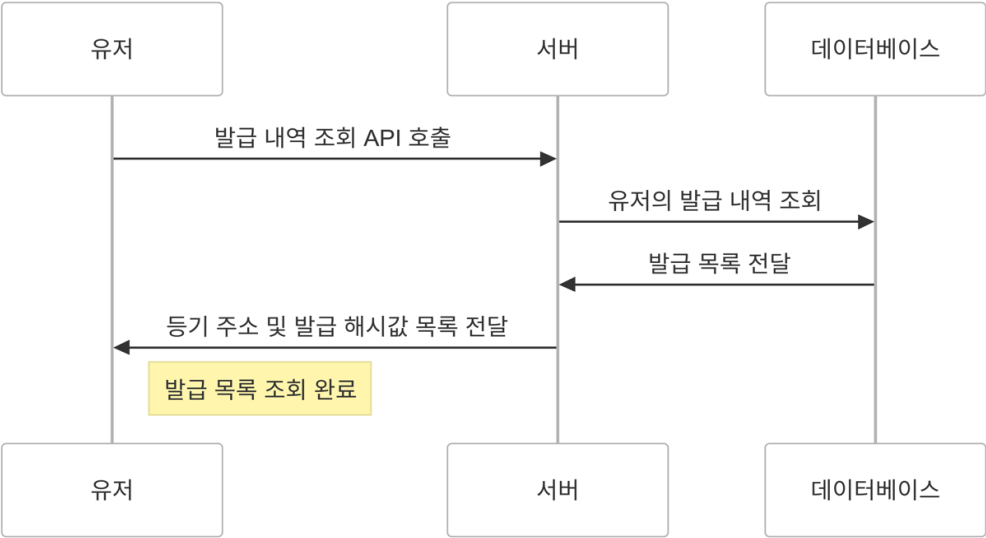 유저
서버
데이터베이스
발급 내역 조회 API 호출
유저의 발급 내역 조회
발급 목록 전달
등기 주소 및 발급 해시값 목록 전달
발급 목록 조회 완료
유저
서버
데이터베이스